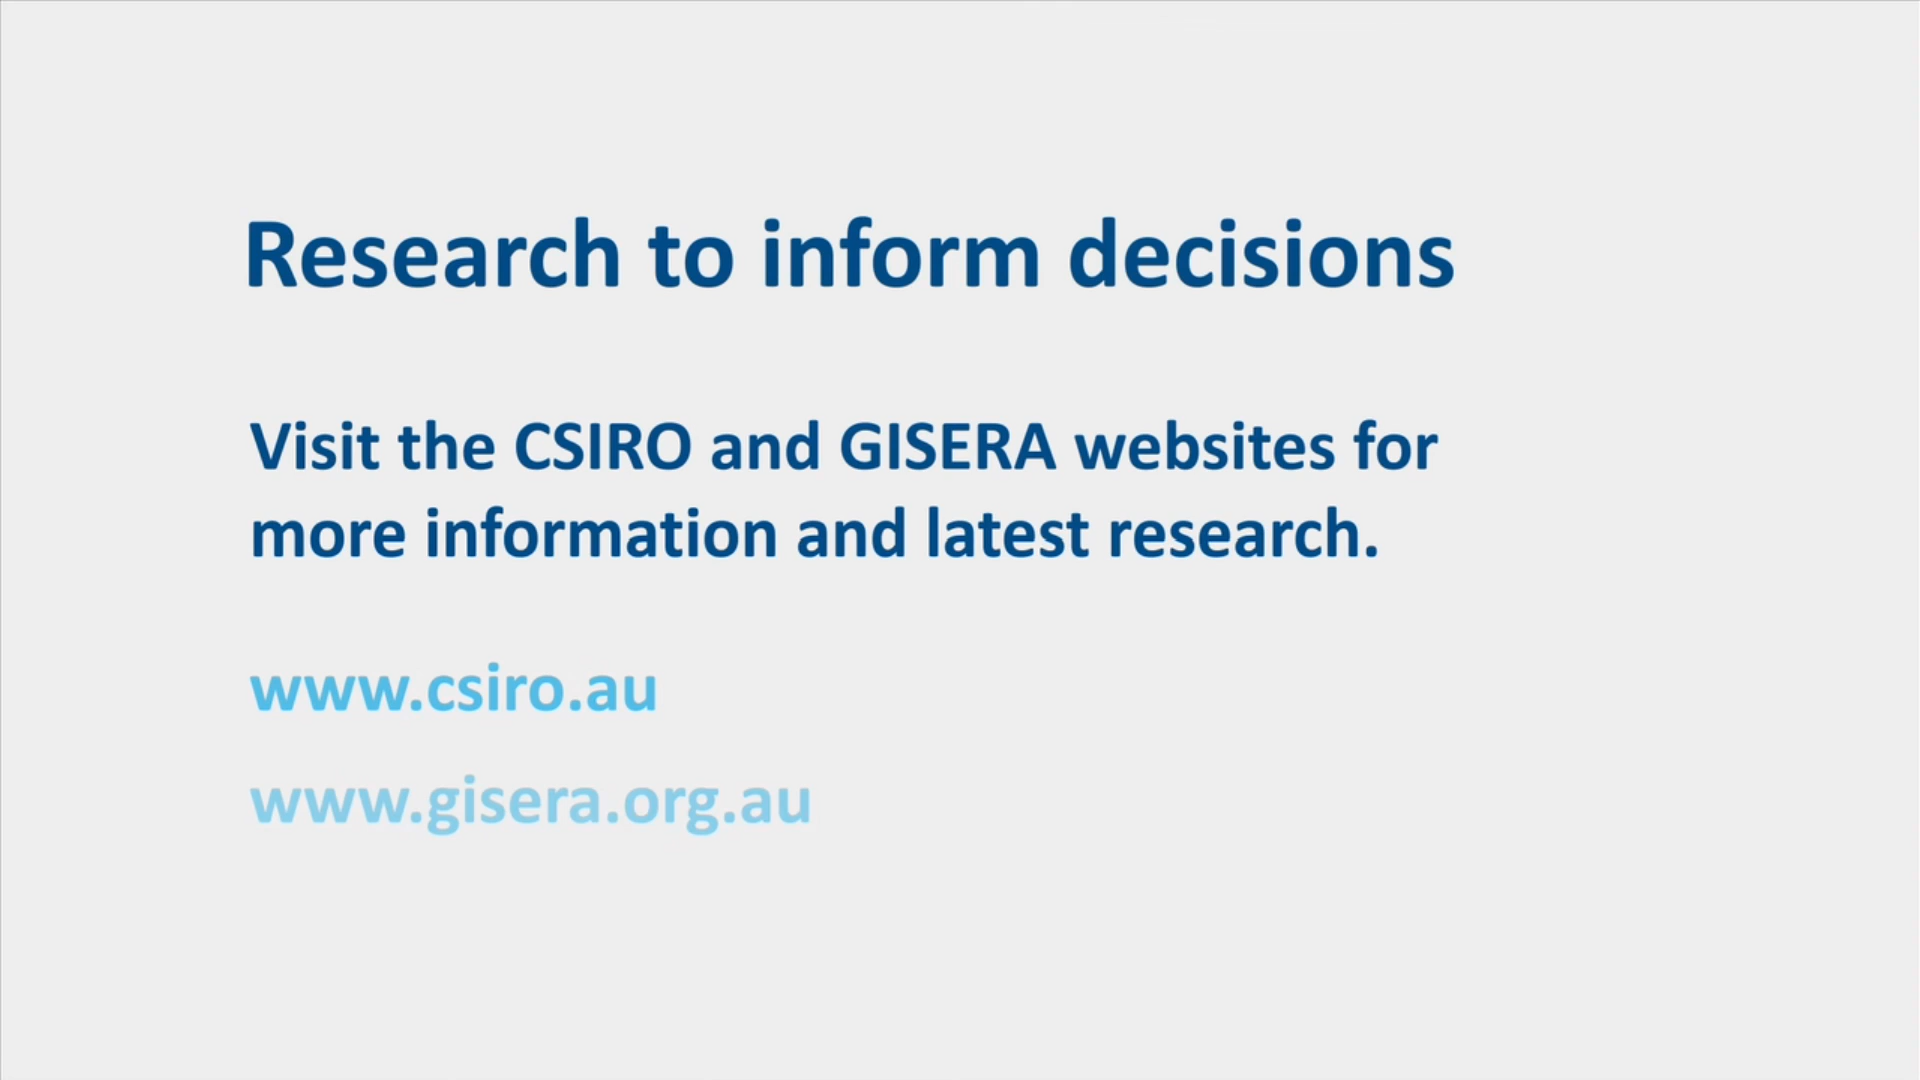 Research to inform decisions
Visit the CSIRO and GISERA websites for
more information and latest research.
www.csiro.au
www.gisera.org.au